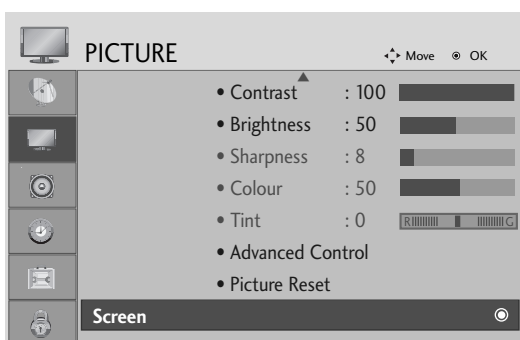 PICTURE Move OK
• Contrast : 100
• Brightness : 50
• Sharpness : 8
• Colour : 50
• Tint : 0 R G
• Advanced Control
• Picture Reset
Screen